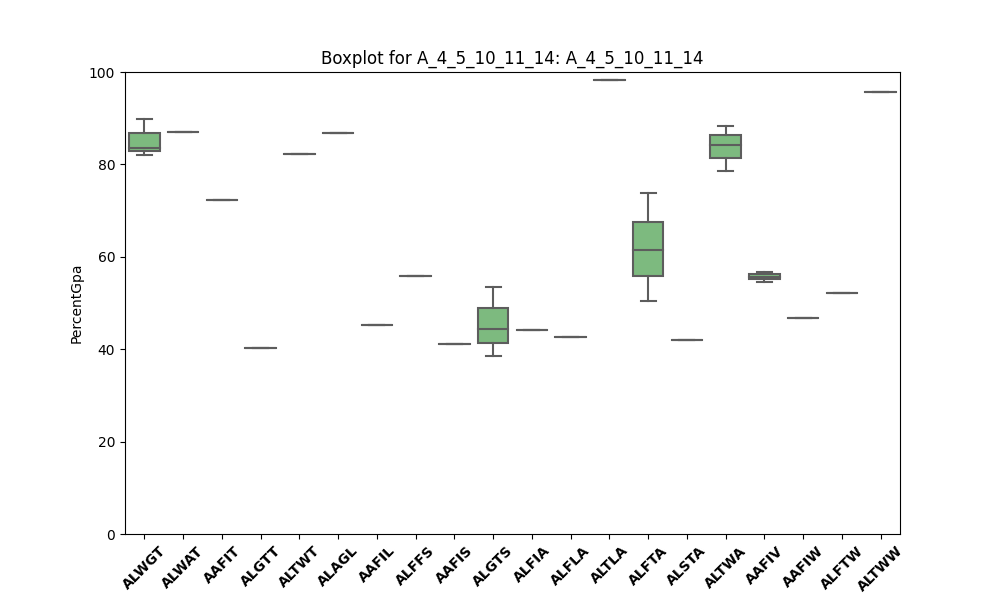 Boxplot for A_4_5_10_11_14: A_4_5_10_11_14
PercentGpa
100
80
60
40
20
0
ALWGT
ALWAT
AAFIT
ALGTT
ALTWT
ALAGL
AAFIL
ALFFS
AAFIS
ALGTS
ALFIA
ALFLA
ALTLA
ALFTA
ALSTA
ALTWA
AAFIV
AAFIW
ALFTW
ALTWW